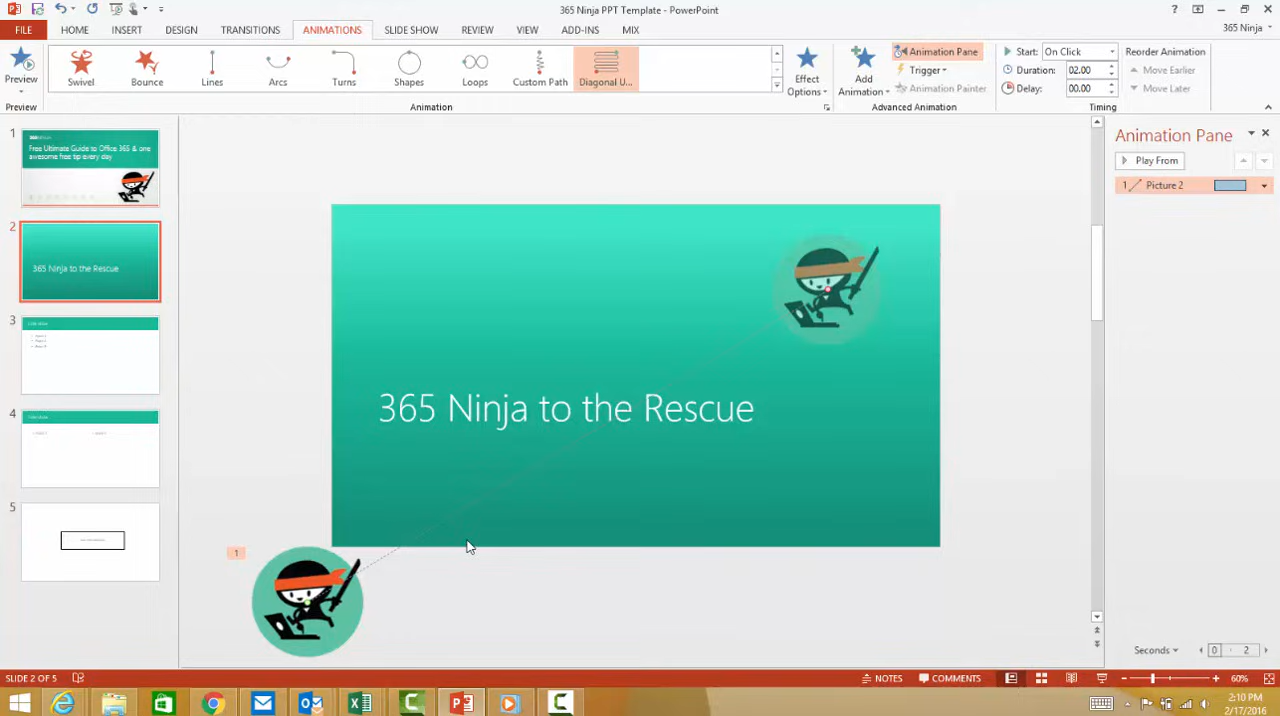 365 Ninja PPT Template - PowerPoint
FILE HOME INSERT DESIGN TRANSITIONS ANIMATIONS SLIDE SHOW REVIEW VIEW ADD-INS MIX 365 Ninja
Preview
Preview
Swivel Bounce Lines Arcs Turns Shapes Loops Custom Path Diagonal U...
Animation
Effect Options
Add Animation
Animation Pane
Trigger
Animation Painter
Advanced Animation
Start: On Click
Duration: 02.00
Delay: 00.00
Timing
Reorder Animation
Move Earlier
Move Later
1
Free Ultimate Guide to Office 365 & one
awesome free tip every day
2
365 Ninja to the Rescue
3
4
5
365 Ninja to the Rescue
1
Animation Pane
Play From
1 Picture 2
Seconds 0 2
SLIDE 2 OF 5 NOTES COMMENTS 60%
2:10 PM
2/17/2016